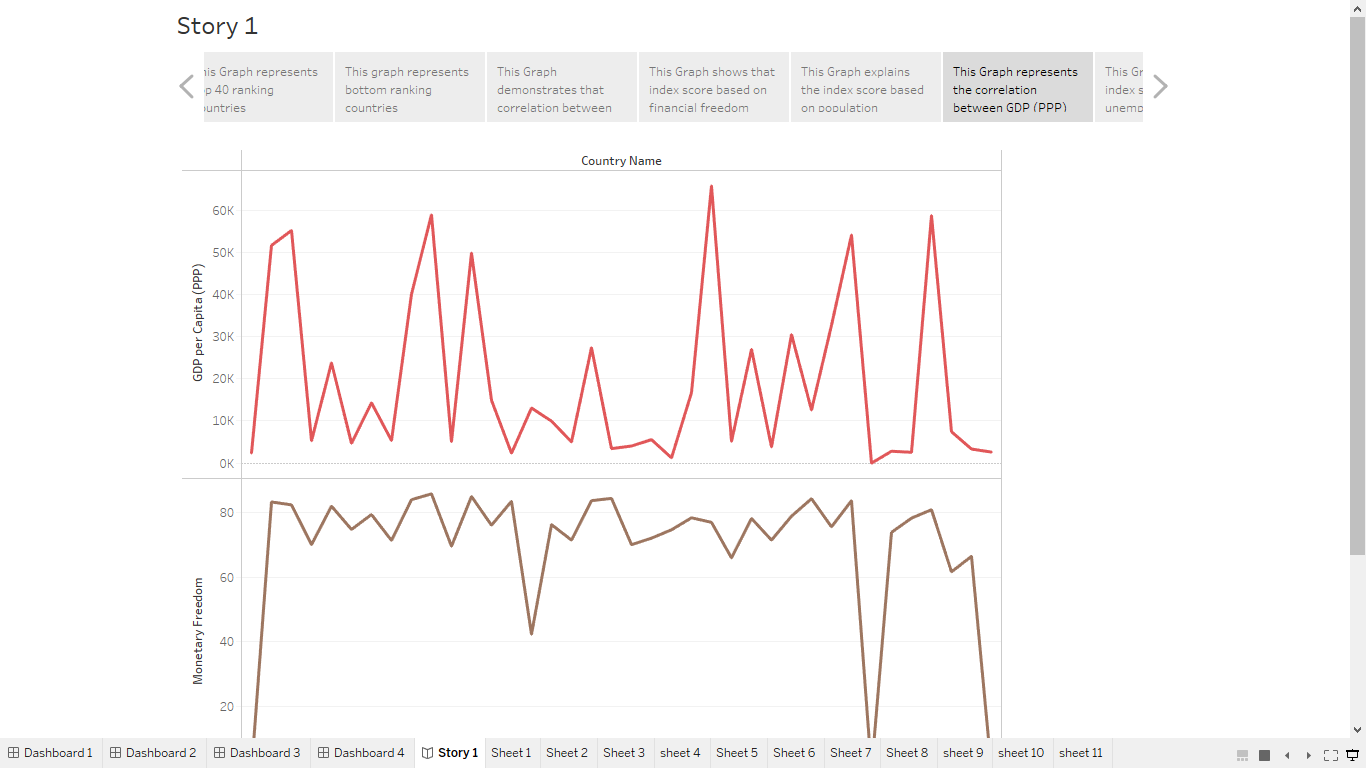 Story 1
his Graph represents
p 40 ranking
ountries
This graph represents
bottom ranking
countries
This Graph
demonstrates that
correlation between
This Graph shows that
index score based on
financial freedom
This Graph explains
the index score based
on population
This Graph represents
the correlation
between GDP (PPP)
This Gr
index s
unemp
Country Name
GDP per Capita (PPP)
60K
50K
40K
30K
20K
10K
0K
Monetary Freedom
80
60
40
20
Dashboard 1
Dashboard 2
Dashboard 3
Dashboard 4
Story 1
Sheet 1
Sheet 2
Sheet 3
sheet 4
Sheet 5
Sheet 6
Sheet 7
Sheet 8
sheet 9
sheet 10
sheet 11